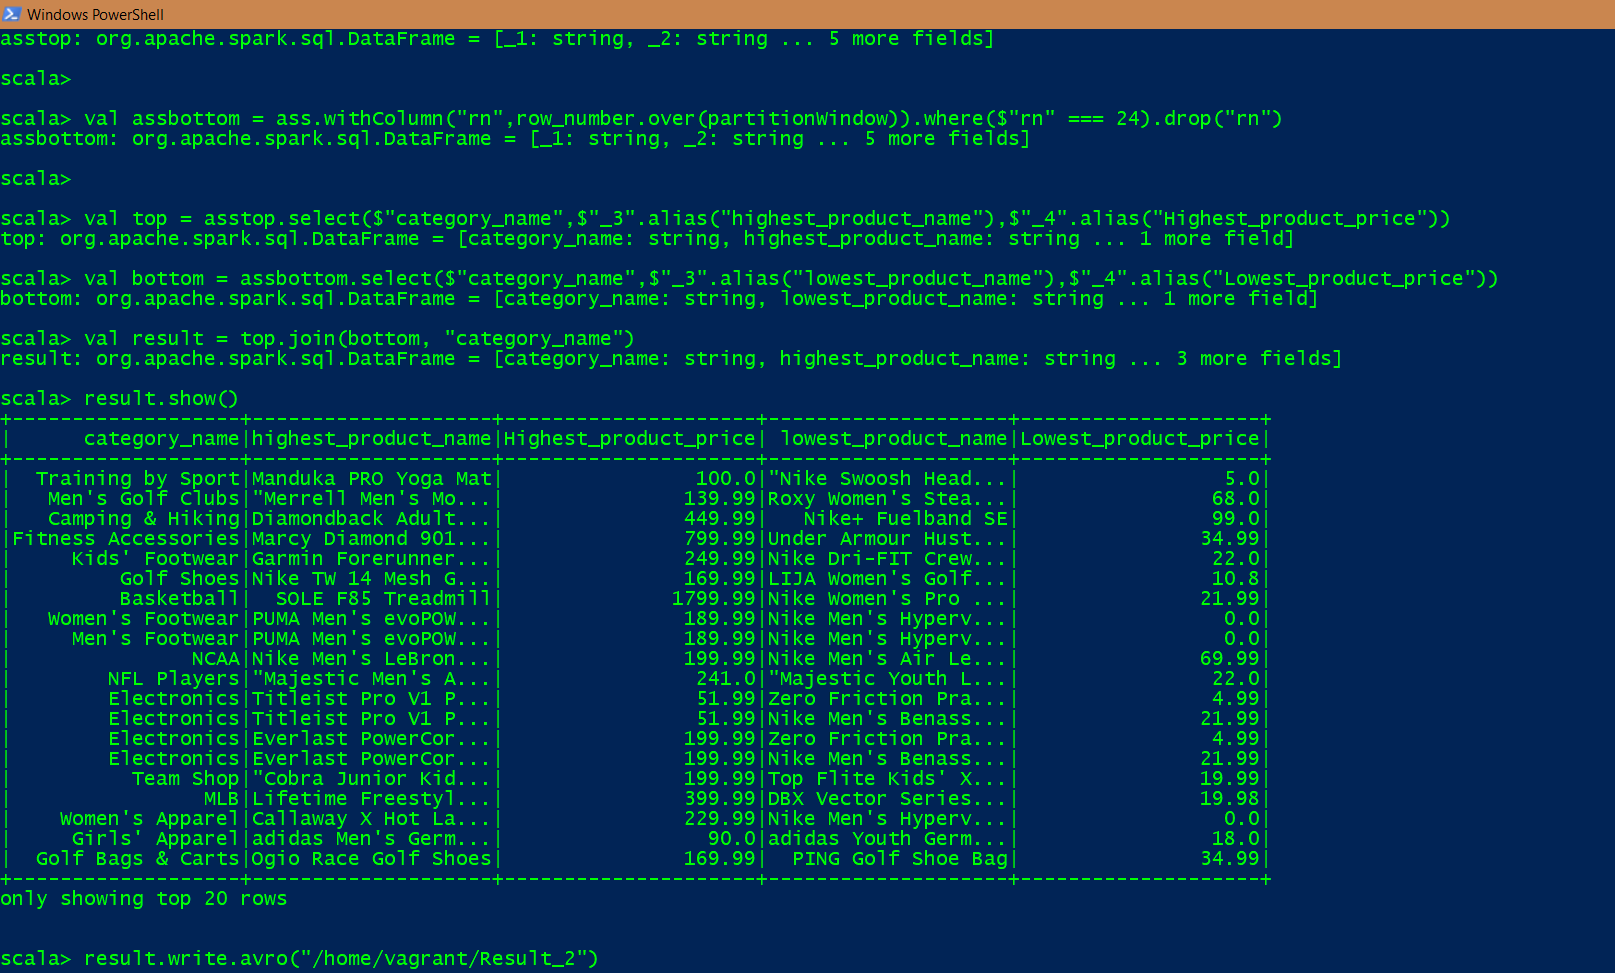 Windows PowerShell
asstop: org.apache.spark.sql.DataFrame = [_1: string, _2: string ... 5 more fields]
scala>
scala> val assbottom = ass.withColumn("rn",row_number.over(partitionWindow)).where($"rn" === 24).drop("rn")
assbottom: org.apache.spark.sql.DataFrame = [_1: string, _2: string ... 5 more fields]
scala>
scala> val top = asstop.select($"category_name",$"_3".alias("highest_product_name"),$"_4".alias("Highest_product_price"))
top: org.apache.spark.sql.DataFrame = [category_name: string, highest_product_name: string ... 1 more field]
scala> val bottom = assbottom.select($"category_name",$"_3".alias("lowest_product_name"),$"_4".alias("Lowest_product_price"))
bottom: org.apache.spark.sql.DataFrame = [category_name: string, lowest_product_name: string ... 1 more field]
scala> val result = top.join(bottom, "category_name")
result: org.apache.spark.sql.DataFrame = [category_name: string, highest_product_name: string ... 3 more fields]
scala> result.show()
+-------------------+--------------------+---------------------+--------------------+--------------------+
|      category_name|highest_product_name|Highest_product_price| lowest_product_name|Lowest_product_price|
+-------------------+--------------------+---------------------+--------------------+--------------------+
|  Training by Sport|Manduka PRO Yoga Mat|                100.0|"Nike Swoosh Head...|                 5.0|
|   Men's Golf Clubs|"Merrell Men's Mo...|               139.99|Roxy Women's Stea...|                68.0|
|   Camping & Hiking|Diamondback Adult...|               449.99|   Nike+ Fuelband SE|                99.0|
|Fitness Accessories|Marcy Diamond 901...|               799.99|Under Armour Hust...|               34.99|
|     Kids' Footwear|Garmin Forerunner...|               249.99|Nike Dri-FIT Crew...|                22.0|
|         Golf Shoes|Nike TW 14 Mesh G...|               169.99|LIJA Women's Golf...|                10.8|
|         Basketball|  SOLE F85 Treadmill|              1799.99|Nike Women's Pro ...|               21.99|
|   Women's Footwear|PUMA Men's evoPOW...|               189.99|Nike Men's Hyperv...|                 0.0|
|     Men's Footwear|PUMA Men's evoPOW...|               189.99|Nike Men's Hyperv...|                 0.0|
|               NCAA|Nike Men's LeBron...|               199.99|Nike Men's Air Le...|               69.99|
|        NFL Players|"Majestic Men's A...|                241.0|"Majestic Youth L...|                22.0|
|        Electronics|Titleist Pro V1 P...|                51.99|Zero Friction Pra...|                4.99|
|        Electronics|Titleist Pro V1 P...|                51.99|Nike Men's Benass...|               21.99|
|        Electronics|Everlast PowerCor...|               199.99|Zero Friction Pra...|                4.99|
|        Electronics|Everlast PowerCor...|               199.99|Nike Men's Benass...|               21.99|
|          Team Shop|"Cobra Junior Kid...|               199.99|Top Flite Kids' X...|               19.99|
|                MLB|Lifetime Freestyl...|               399.99|DBX Vector Series...|               19.98|
|    Women's Apparel|Callaway X Hot La...|               229.99|Nike Men's Hyperv...|                 0.0|
|     Girls' Apparel|adidas Men's Germ...|                 90.0|adidas Youth Germ...|                18.0|
|  Golf Bags & Carts|Ogio Race Golf Shoes|               169.99|  PING Golf Shoe Bag|               34.99|
+-------------------+--------------------+---------------------+--------------------+--------------------+
only showing top 20 rows
scala> result.write.avro("/home/vagrant/Result_2")